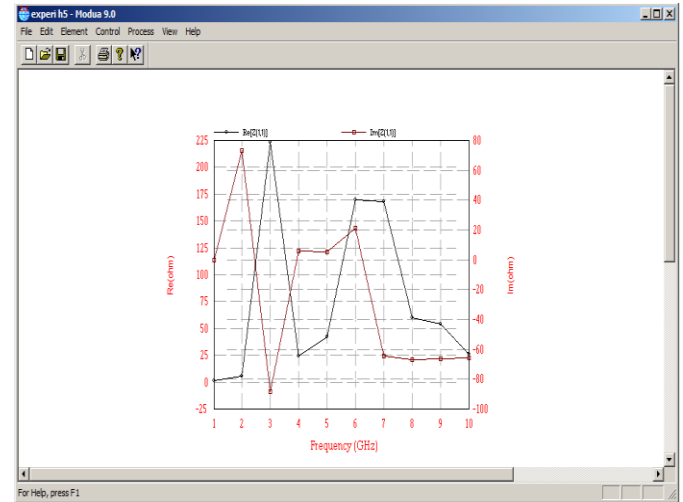 experi h5 - Modua 9.0
File Edit Element Control Process View Help
Re[Z(1,1)] Im[Z(1,1)]
225 80
200 60
175 40
150 20
125 0
100 -20
75 -40
50 -60
25 -80
0 -100
-25
Re(ohm)
Im(ohm)
1 2 3 4 5 6 7 8 9 10
Frequency (GHz)
For Help, press F1